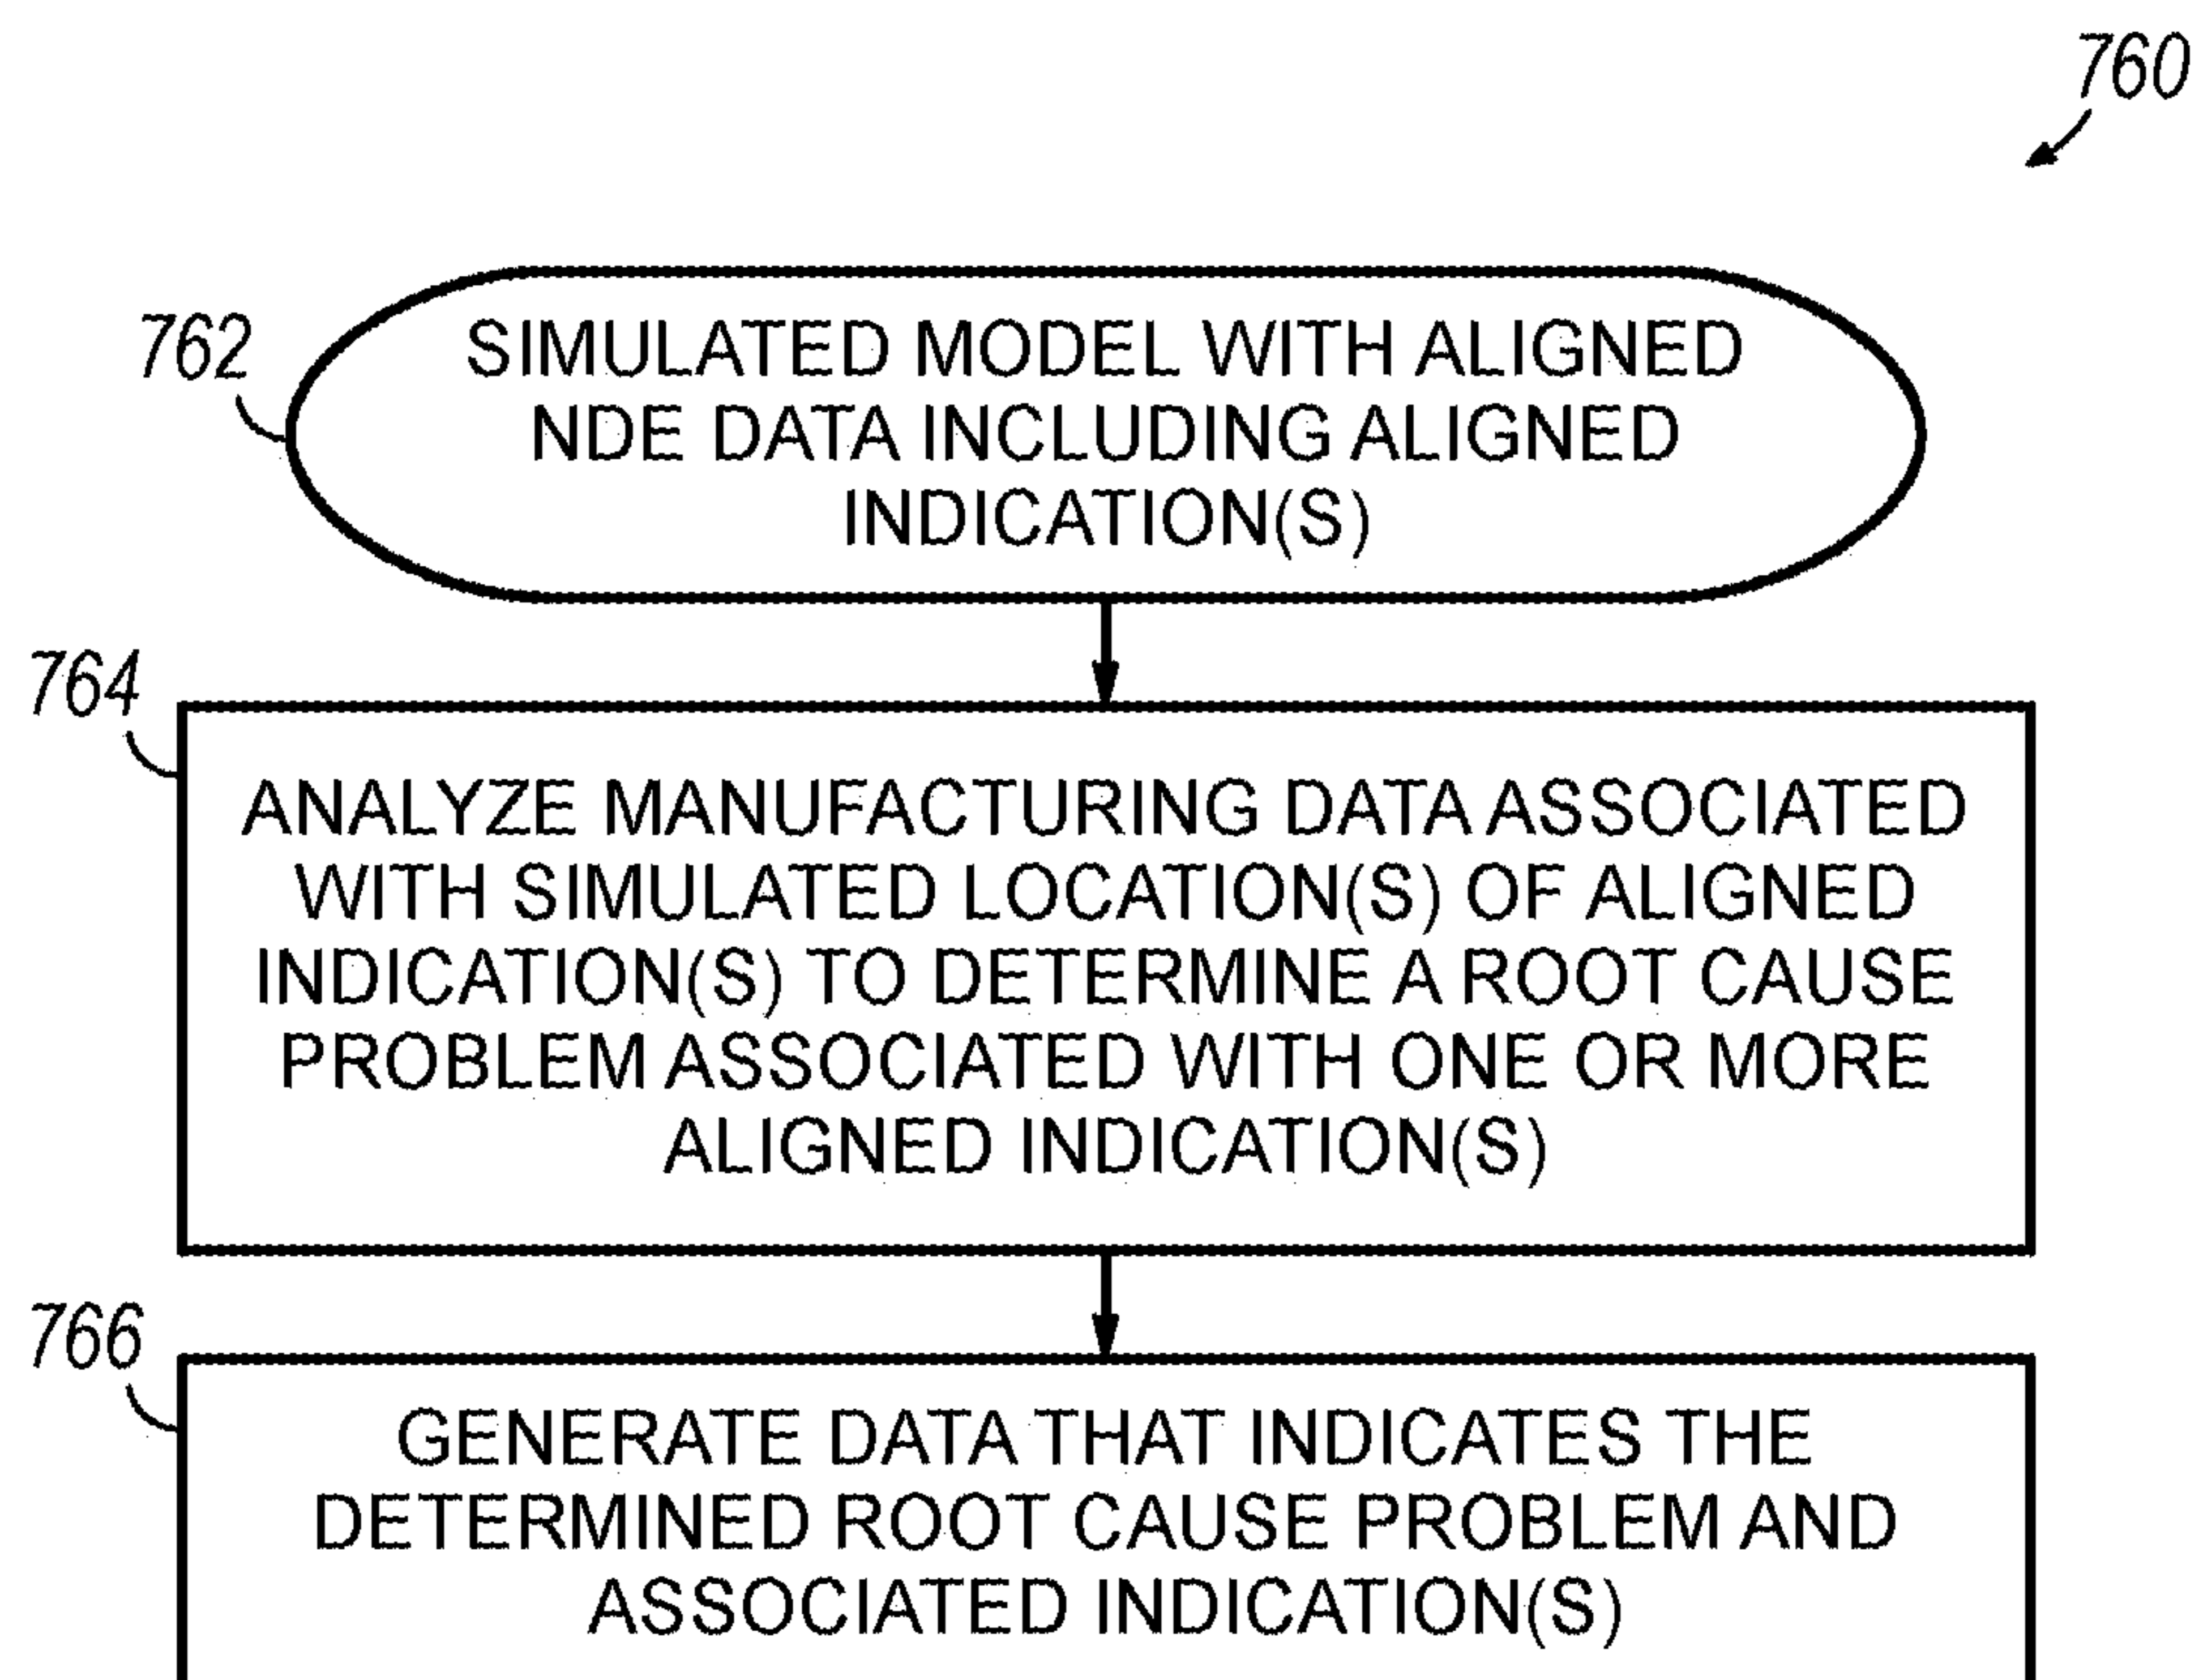 760
762
SIMULATED MODEL WITH ALIGNED
NDE DATA INCLUDING ALIGNED
INDICATION(S)
764
ANALYZE MANUFACTURING DATA ASSOCIATED
WITH SIMULATED LOCATION(S) OF ALIGNED
INDICATION(S) TO DETERMINE A ROOT CAUSE
PROBLEM ASSOCIATED WITH ONE OR MORE
ALIGNED INDICATION(S)
766
GENERATE DATA THAT INDICATES THE
DETERMINED ROOT CAUSE PROBLEM AND
ASSOCIATED INDICATION(S)